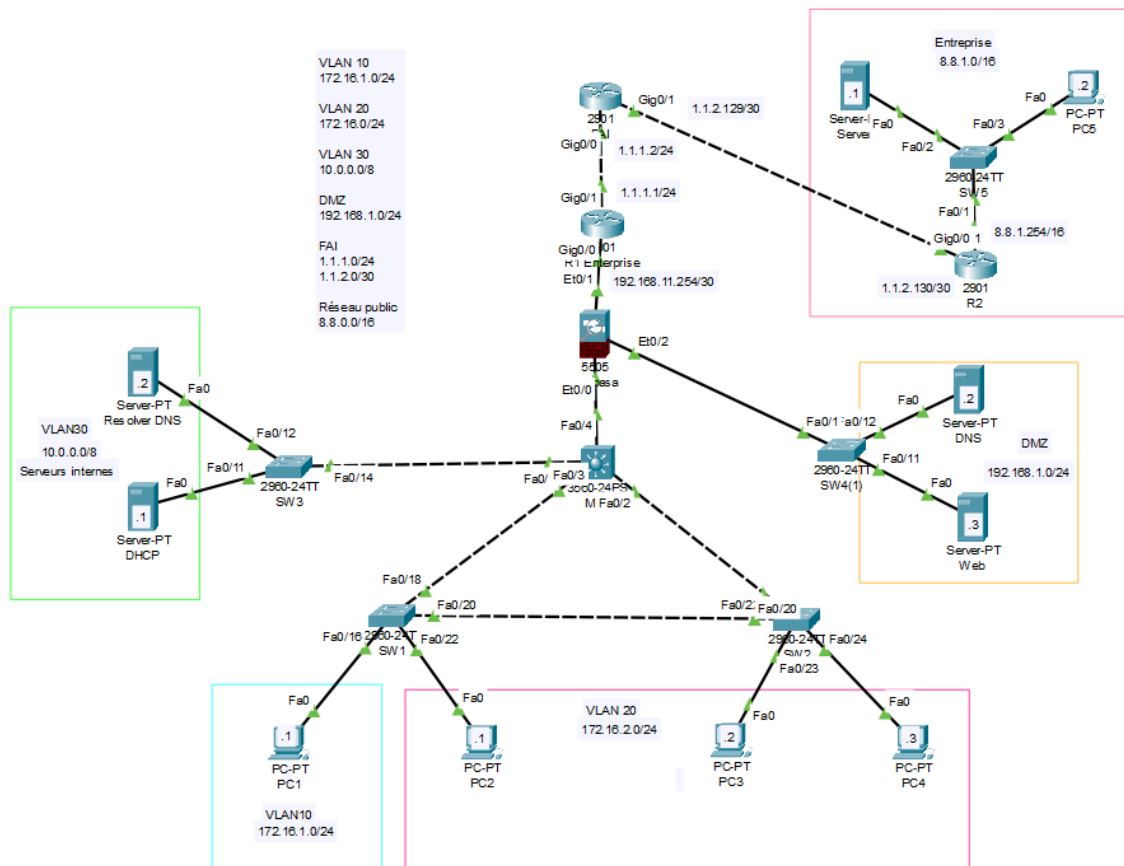 VLAN 10
172.16.1.0/24
VLAN 20
172.16.0/24
VLAN 30
10.0.0.0/8
DMZ
192.168.1.0/24
FAI
1.1.1.0/24
1.1.2.0/30
Réseau public
8.8.0.0/16
Gig0/1
1.1.2.129/30
2901
Gig0/0
1.1.1.2/24
1.1.1.1/24
Gig0/1
Gig0/0
R1 Enterprise
Et0/1
192.168.11.254/30
Et0/2
5505
asa
Et0/0
Fa0/4
Entreprise
8.8.1.0/16
.1
Server
Fa0
Fa0/2
.2
PC-PT
PC5
Fa0
Fa0/3
2960-24TT
SW5
Fa0/1
8.8.1.254/16
Gig0/0
1.1.2.130/30
2901
R2
VLAN30
10.0.0.0/8
Serveurs internes
.2
Fa0
Server-PT
Resolver DNS
Fa0/12
Fa0/11
Fa0
.1
Server-PT
DHCP
2960-24TT
SW3
Fa0/14
Fa0/3
Fa0/2
Fa0/1
Fa0/12
Fa0
.2
Server-PT
DNS
2960-24TT
SW4(1)
Fa0/11
Fa0
.3
Server-PT
Web
DMZ
192.168.1.0/24
Fa0/18
Fa0/20
2960-24T
SW1
Fa0/16
Fa0/22
Fa0/20
2960-24TT
SW2
Fa0/24
Fa0/23
Fa0
.1
PC-PT
PC1
VLAN10
172.16.1.0/24
Fa0
.1
PC-PT
PC2
VLAN 20
172.16.2.0/24
Fa0
.2
PC-PT
PC3
Fa0
.3
PC-PT
PC4